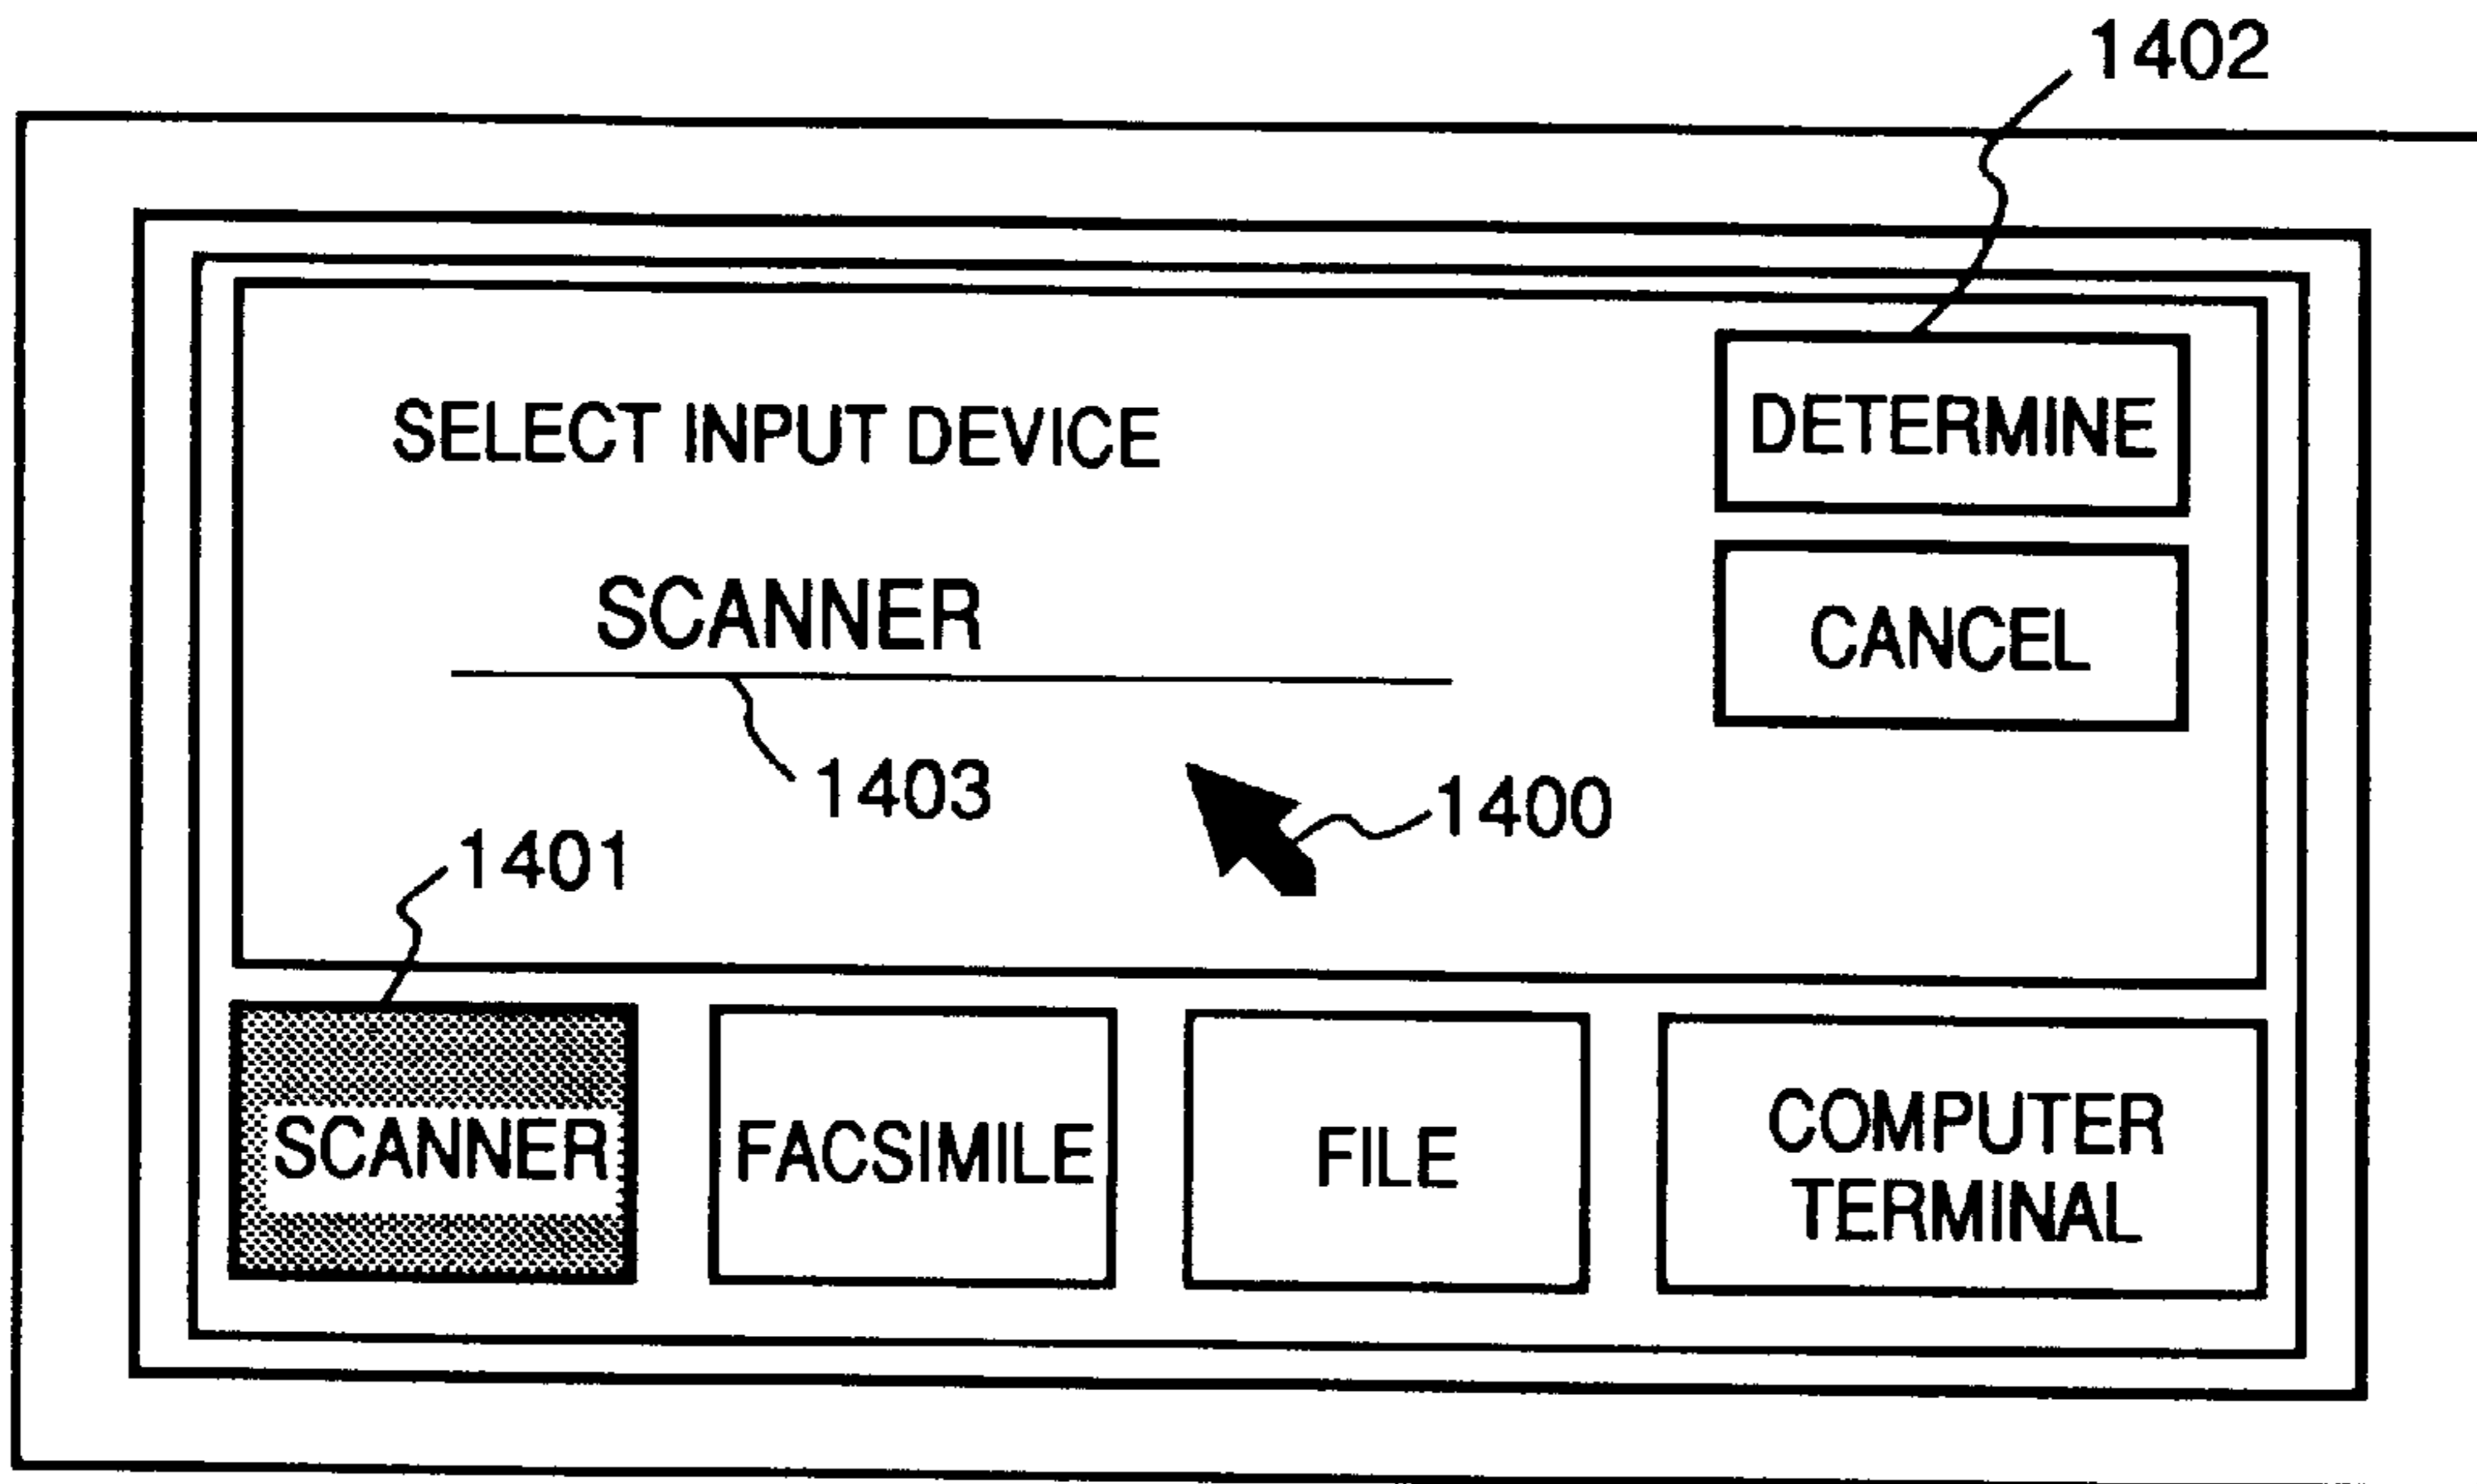 1402
SELECT INPUT DEVICE
DETERMINE
SCANNER
CANCEL
1403
1400
1401
SCANNER
FACSIMILE
FILE
COMPUTER
TERMINAL